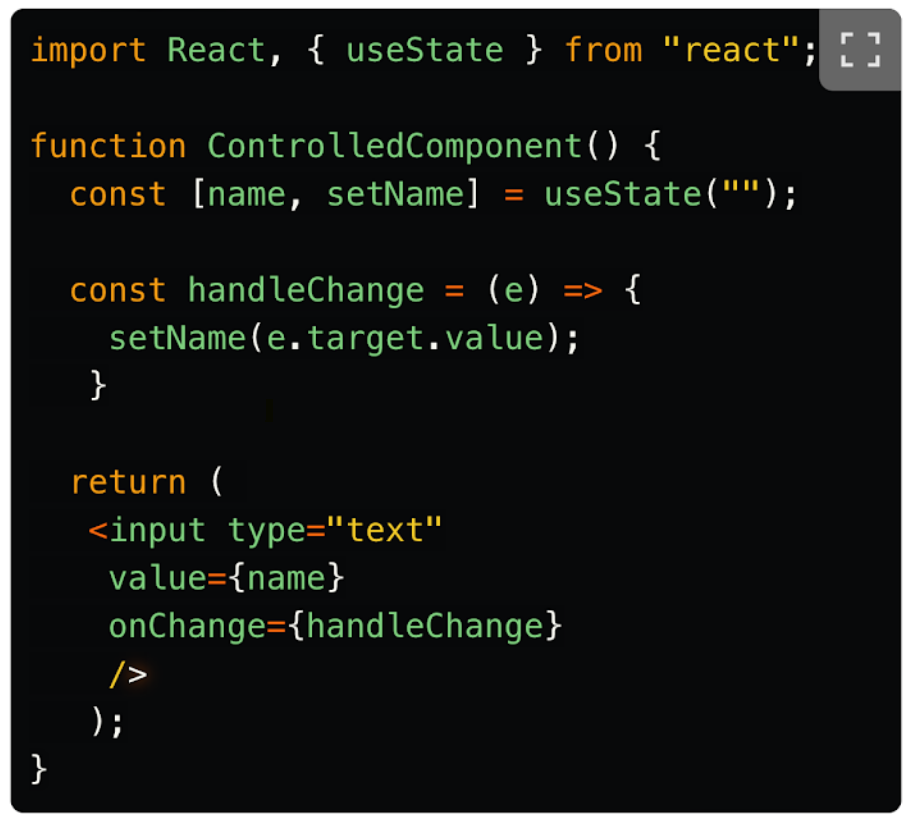 import React, { useState } from "react";
function ControlledComponent() {
const [name, setName] = useState("");
const handleChange = (e) => {
setName(e.target.value);
}
return (
<input type="text"
value={name}
onChange={handleChange}
/>
);
}